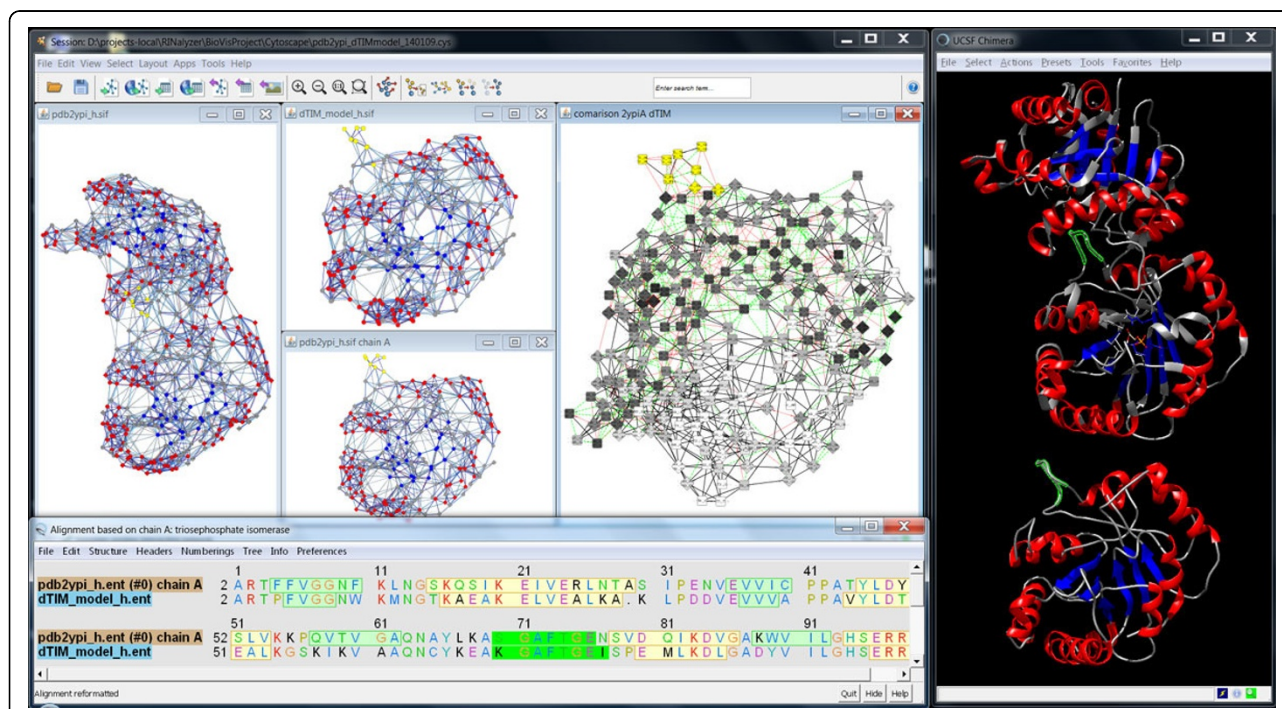 Session: D:\projects-local\RINalyzer\BioVisProject\Cytoscape\pdb2ypi_dTIMmodel_140109.cys
File Edit View Select Layout Apps Tools Help
Enter search term...
pdb2ypi_h.sif
dTIM_model_h.sif
comarison 2ypiA dTIM
pdb2ypi_h.sif chain A
UCSF Chimera
File Select Actions Presets Tools Favorites Help
Alignment based on chain A: triosephosphate isomerase
File Edit Structure Headers Numberings Tree Info Preferences
1 11 21 31 41
pdb2ypi_h.ent (#0) chain A 2 ARTFFVGGNF KLNGSKQSIK EIVERLNTAS IPENVEVVIC PPATYLDY
dTIM_model_h.ent 2 ARTPFVGGNW KMNGTKAEAK ELVEALKA.K LPDDVEVVVA PPAVYLDT
51 61 71 81 91
pdb2ypi_h.ent (#0) chain A 52 SLVKKPQVTV GAQNAYLKAS GAFTGENSVD QIKDVGAKWV ILGHSERR
dTIM_model_h.ent 51 EALKGSKIKV AAQNCYKEAK GAFTGEISPE MLKDLGADYV ILGHSERR
Alignment reformatted
Quit Hide Help